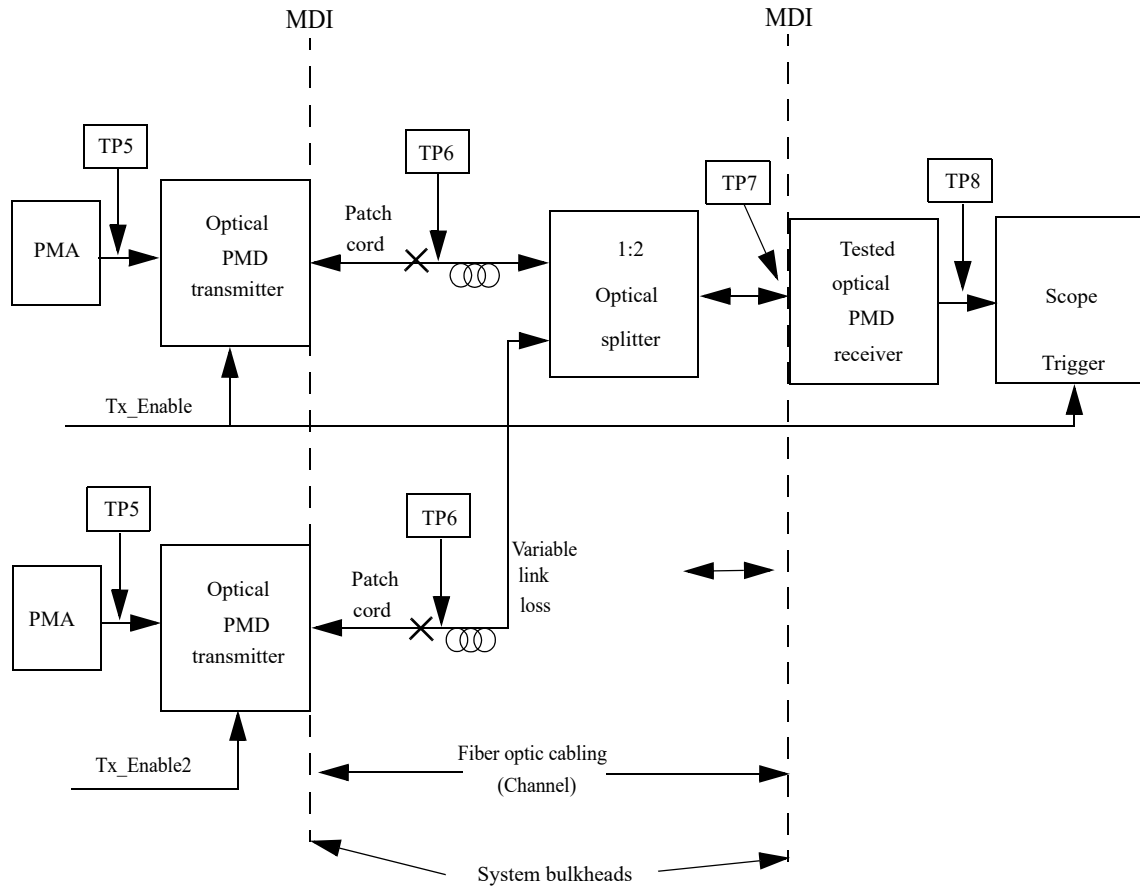 MDI
MDI
TP5
TP6
TP7
TP8
PMA
Optical
PMD
transmitter
Patch
cord
1:2
Optical
splitter
Tested
optical
PMD
receiver
Scope
Trigger
Tx_Enable
TP5
TP6
PMA
Optical
PMD
transmitter
Patch
cord
Variable
link
loss
Tx_Enable2
Fiber optic cabling
(Channel)
System bulkheads